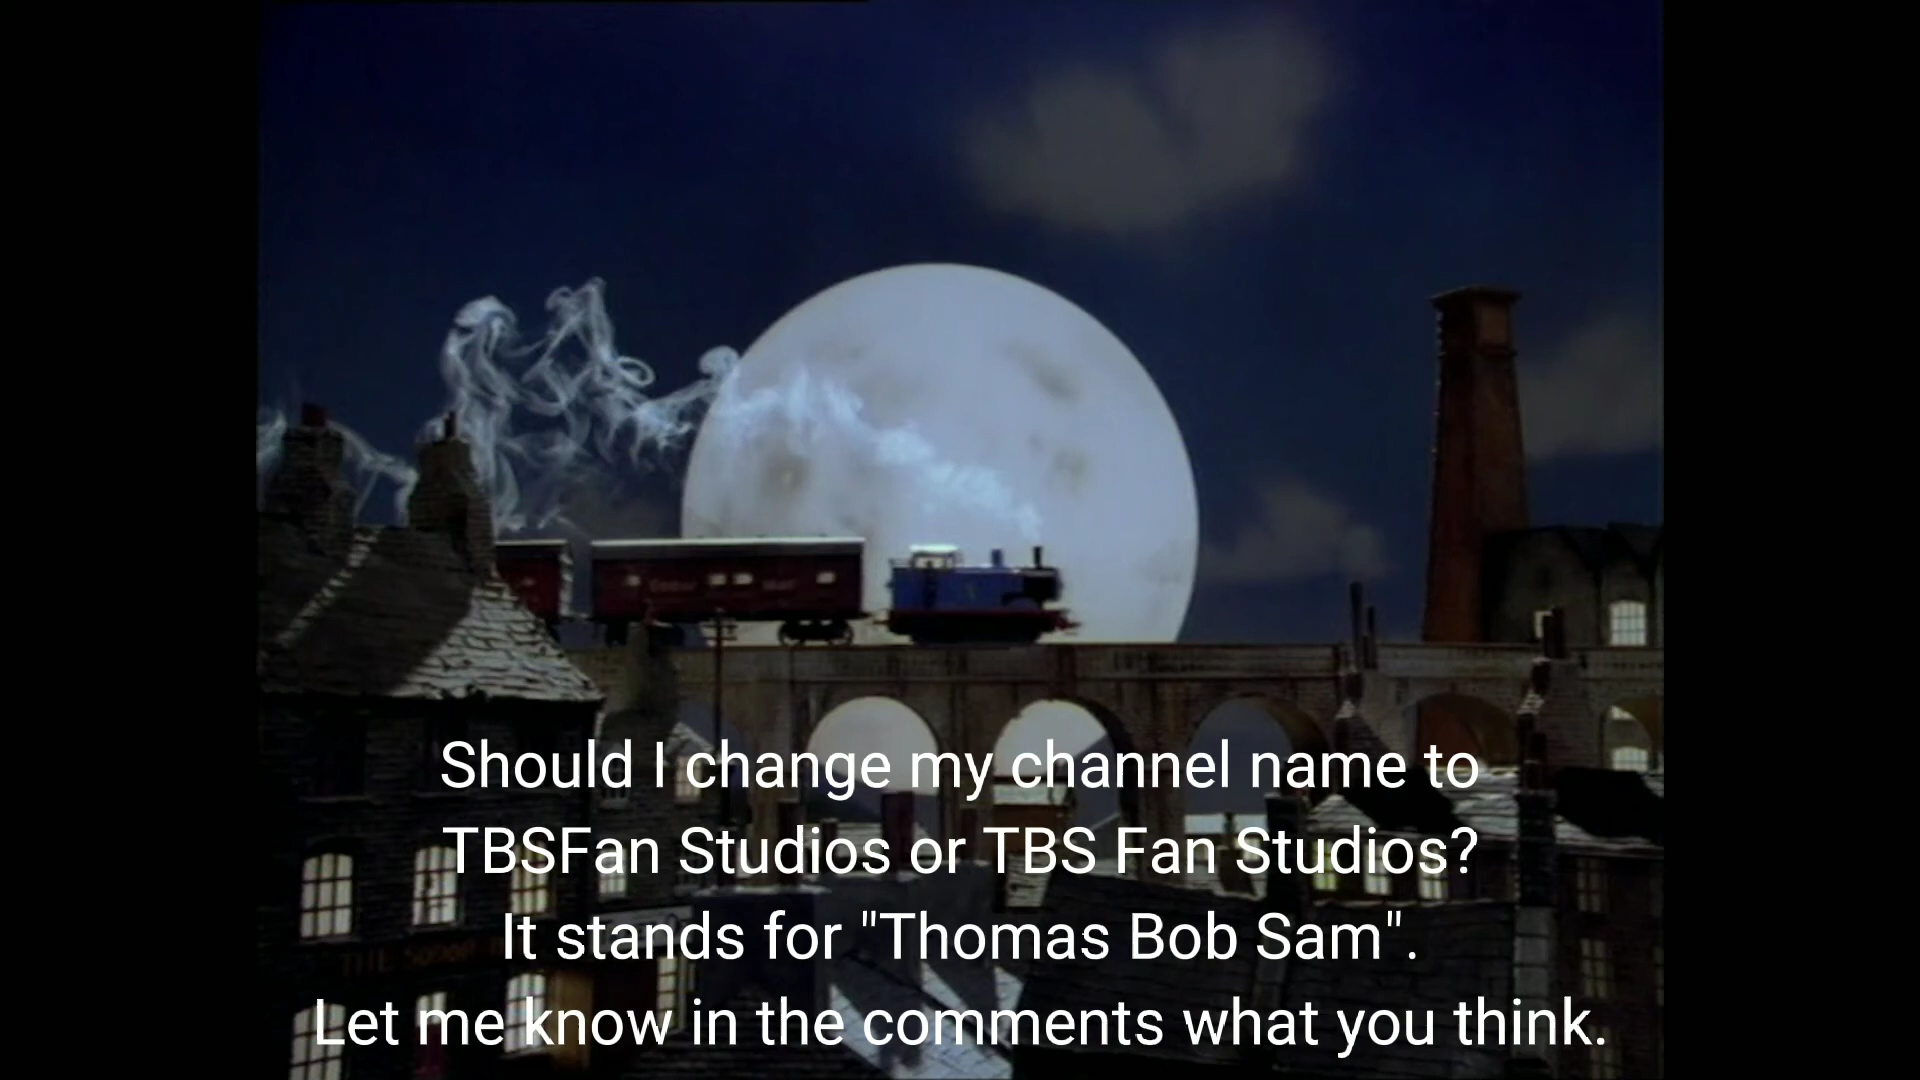 Should I change my channel name to
TBSFan Studios or TBS Fan Studios?
It stands for "Thomas Bob Sam".
Let me know in the comments what you think.